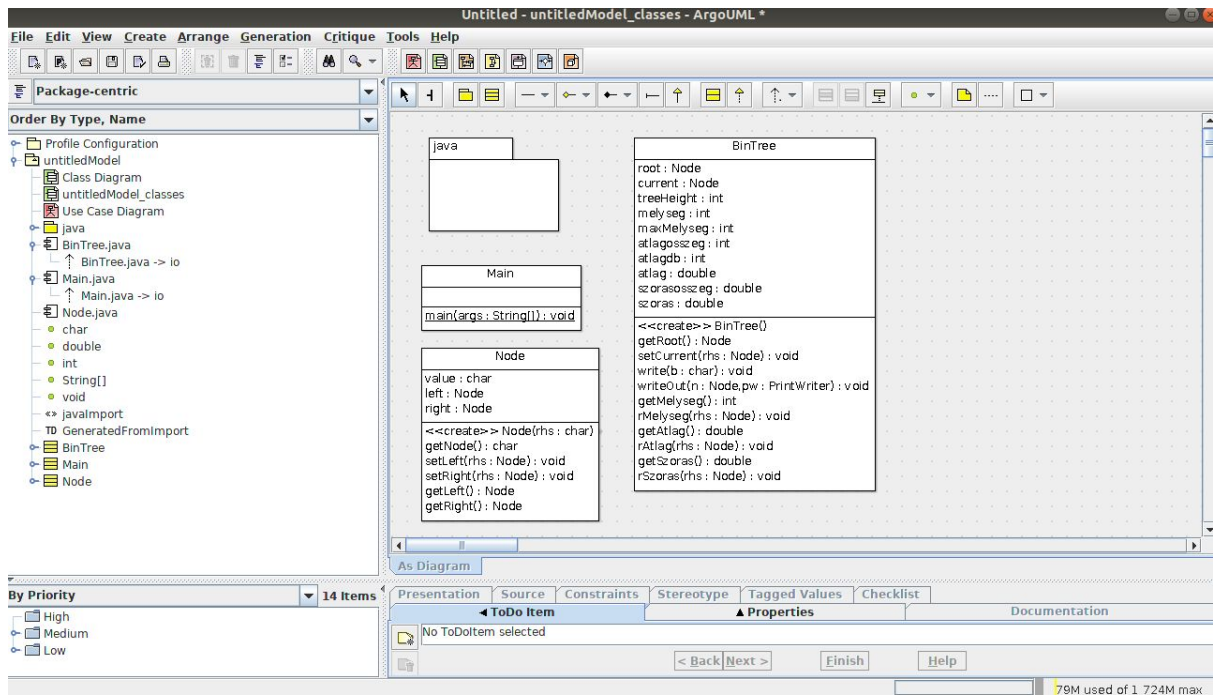 Untitled - untitledModel_classes - ArgoUML *
File Edit View Create Arrange Generation Critique Tools Help
Package-centric
Order By Type, Name
Profile Configuration
untitledModel
Class Diagram
untitledModel_classes
Use Case Diagram
java
BinTree.java
BinTree.java -> io
Main.java
Main.java -> io
Node.java
char
double
int
String[]
void
«» javaImport
TD GeneratedFromImport
BinTree
Main
Node
java
Main
main(args : String[]) : void
Node
value : char
left : Node
right : Node
<<create>> Node(rhs : char)
getNode() : char
setLeft(rhs : Node) : void
setRight(rhs : Node) : void
getLeft() : Node
getRight() : Node
BinTree
root : Node
current : Node
treeHeight : int
melyseg : int
maxMelyseg : int
atlagosszeg : int
atlagdb : int
atlag : double
szorasosszeg : double
szoras : double
<<create>> BinTree()
getRoot() : Node
setCurrent(rhs : Node) : void
write(b : char) : void
writeOut(n : Node,pw : PrintWriter) : void
getMelyseg() : int
rMelyseg(rhs : Node) : void
getAtlag() : double
rAtlag(rhs : Node) : void
getSzoras() : double
rSzoras(rhs : Node) : void
As Diagram
By Priority 14 Items
High
Medium
Low
Presentation Source Constraints Stereotype Tagged Values Checklist
ToDo Item Properties Documentation
No ToDoItem selected
< Back Next > Finish Help
79M used of 1 724M max